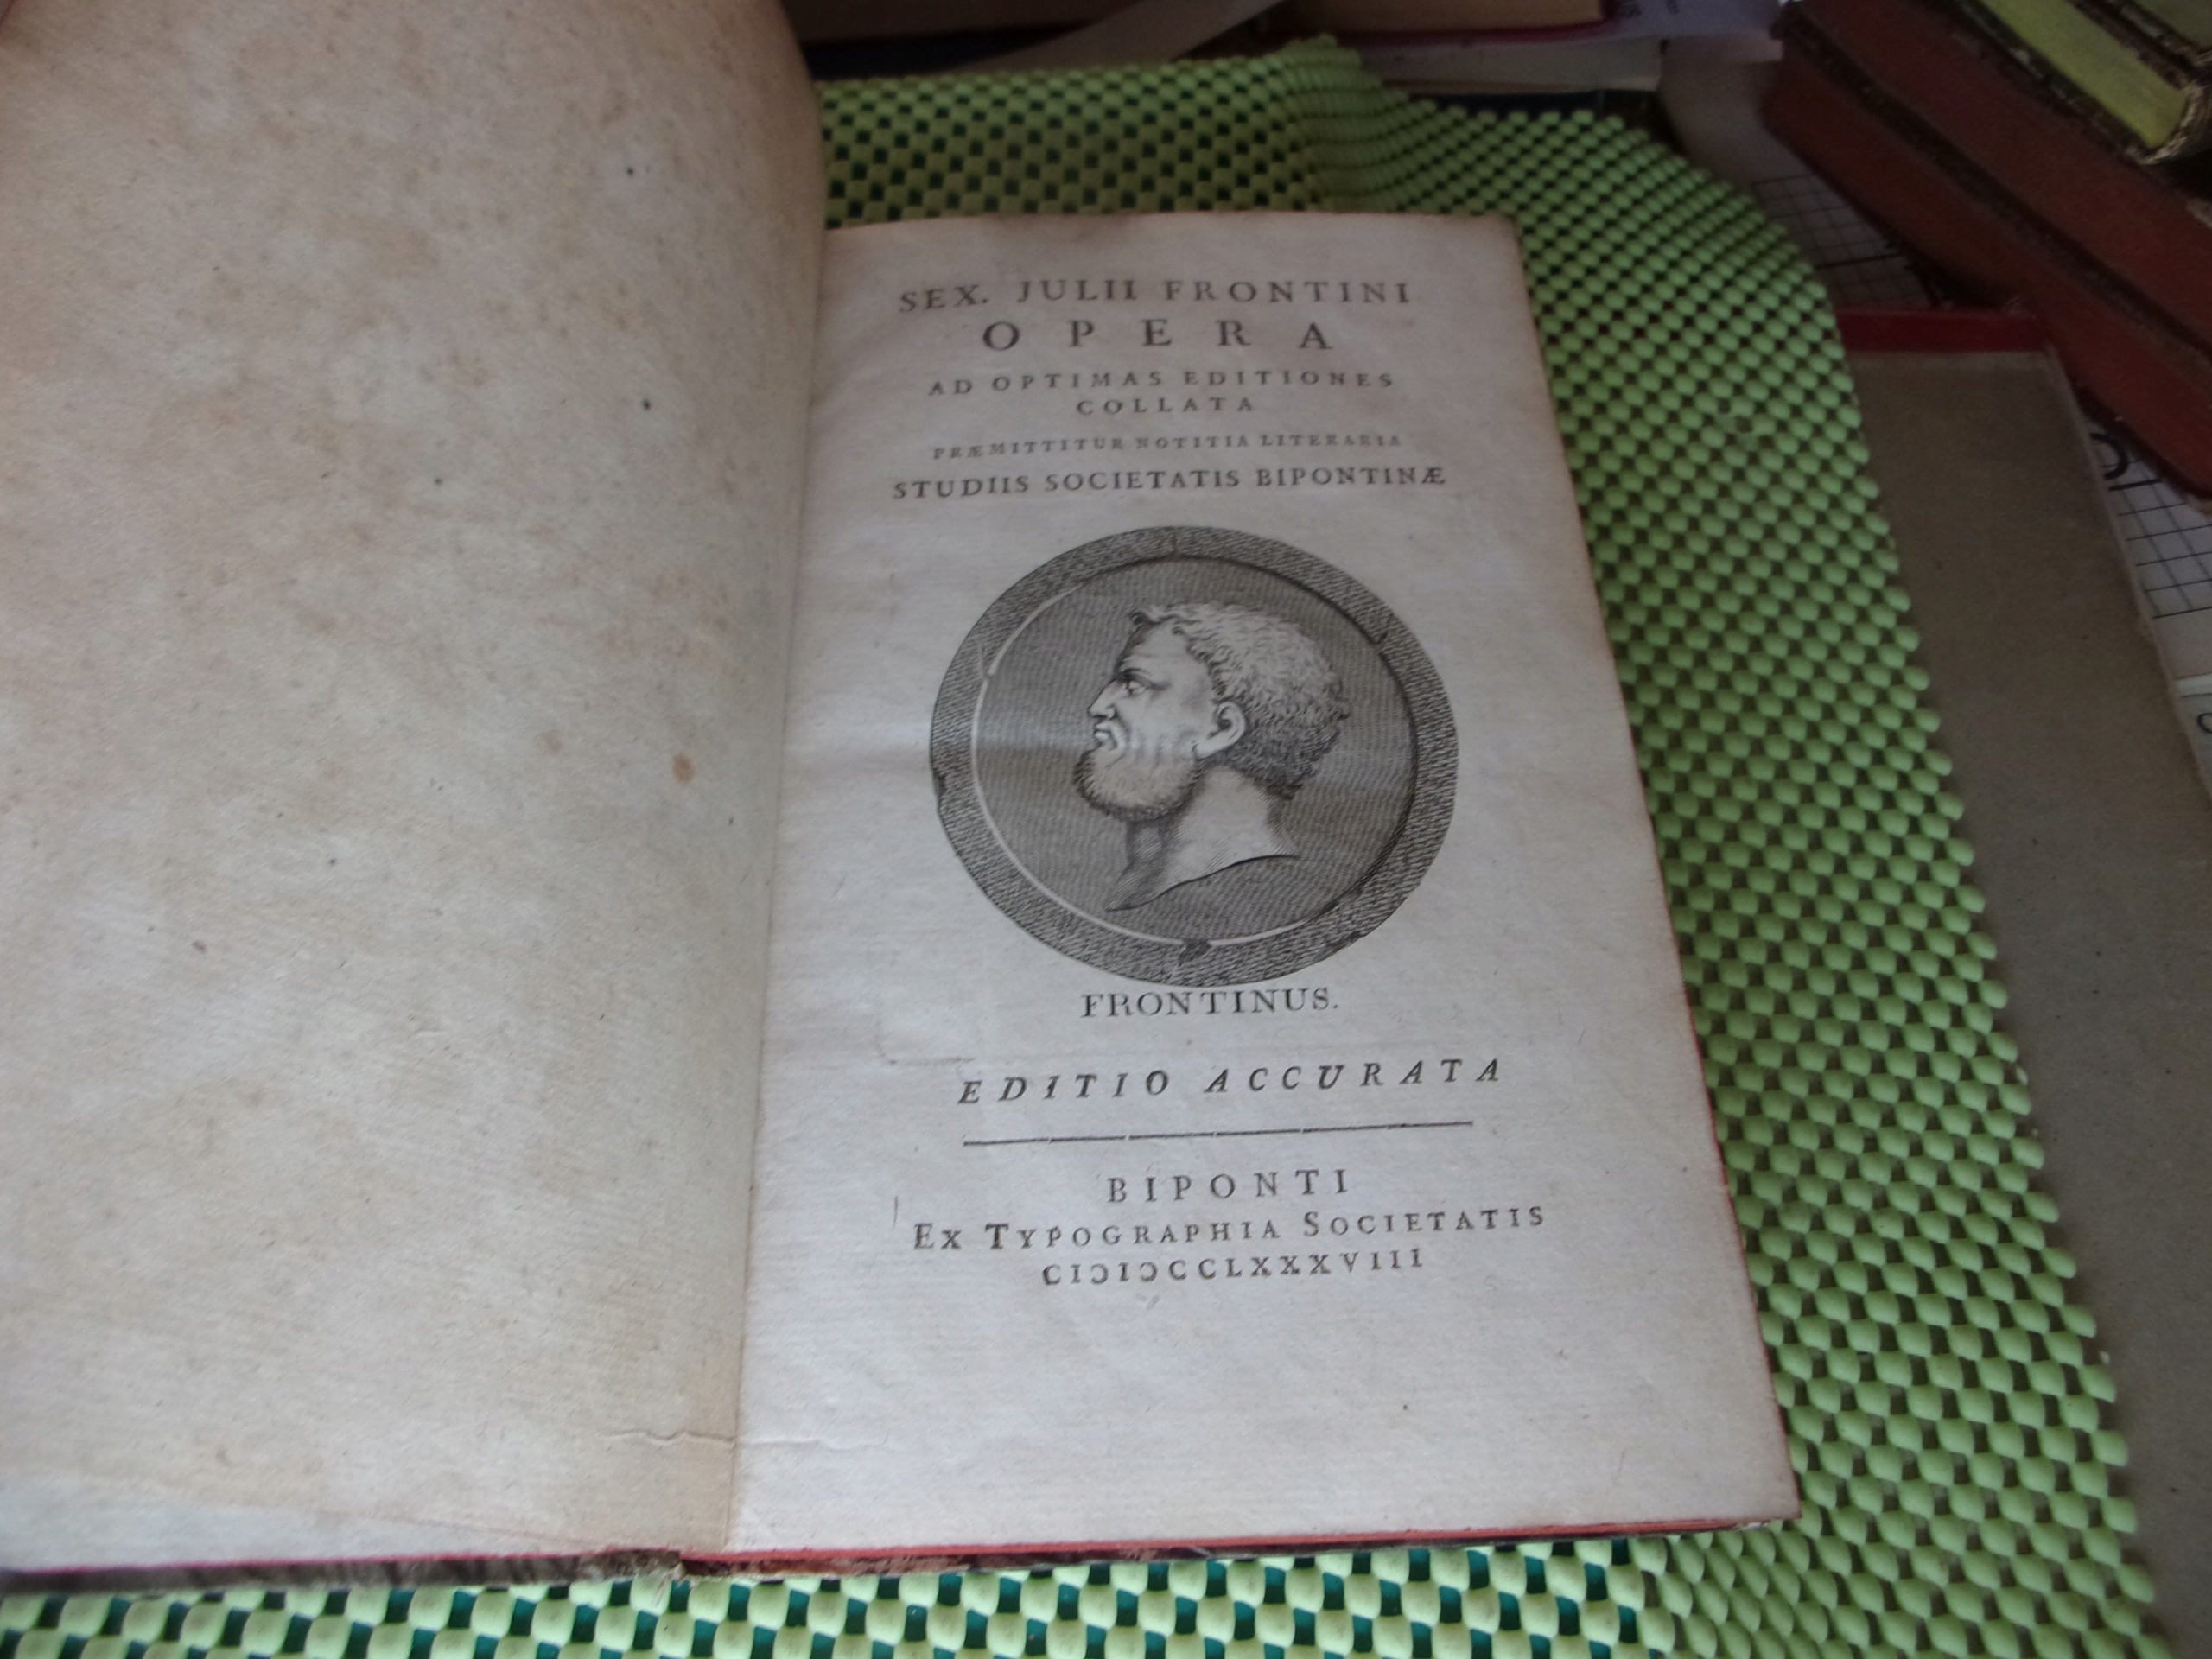 SEX. JULII FRONTINI
OPERA
AD OPTIMAS EDITIONES
COLLATA
PRÆMITTITUR NOTITIA LITERARIA
STUDIIS SOCIETATIS BIPONTINÆ
FRONTINUS.
EDITIO ACCURATA
BIPONTI
EX TYPOGRAPHIA SOCIETATIS
CIƆIƆCCLXXXVIII